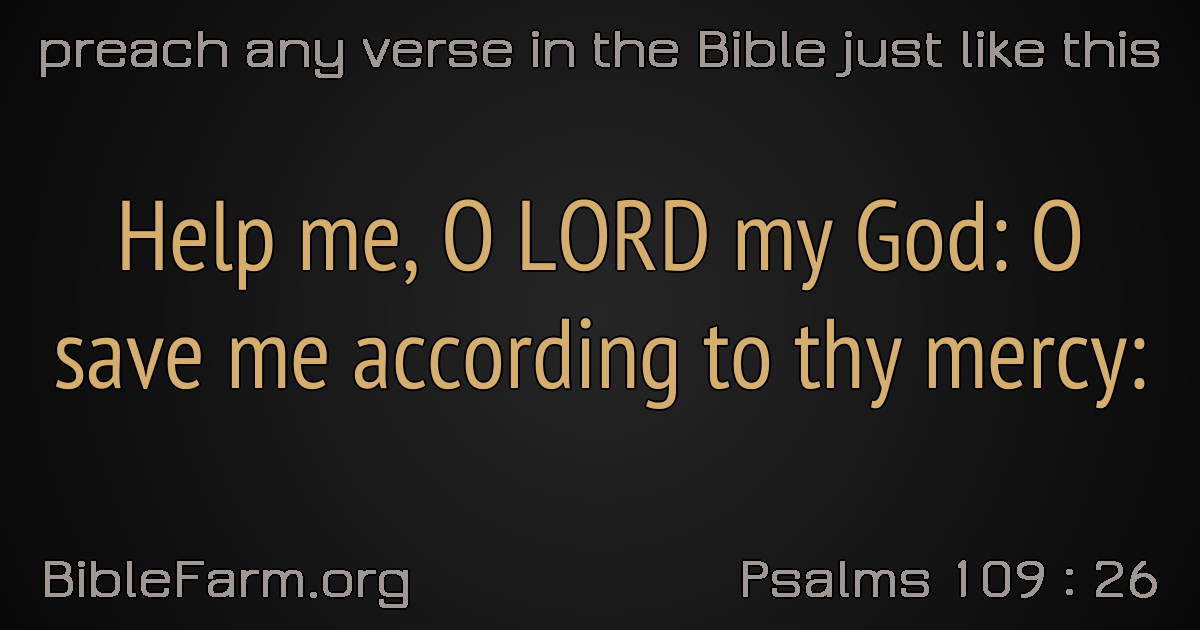 preach any verse in the Bible just like this
Help me, O LORD my God: O
save me according to thy mercy:
BibleFarm.org
Psalms 109 : 26